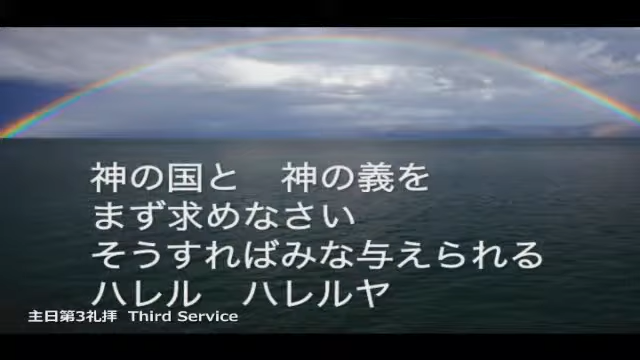 神の国と　神の義を
まず求めなさい
そうすればみな与えられる
ハレル　ハレルヤ
主日第3礼拝 Third Service